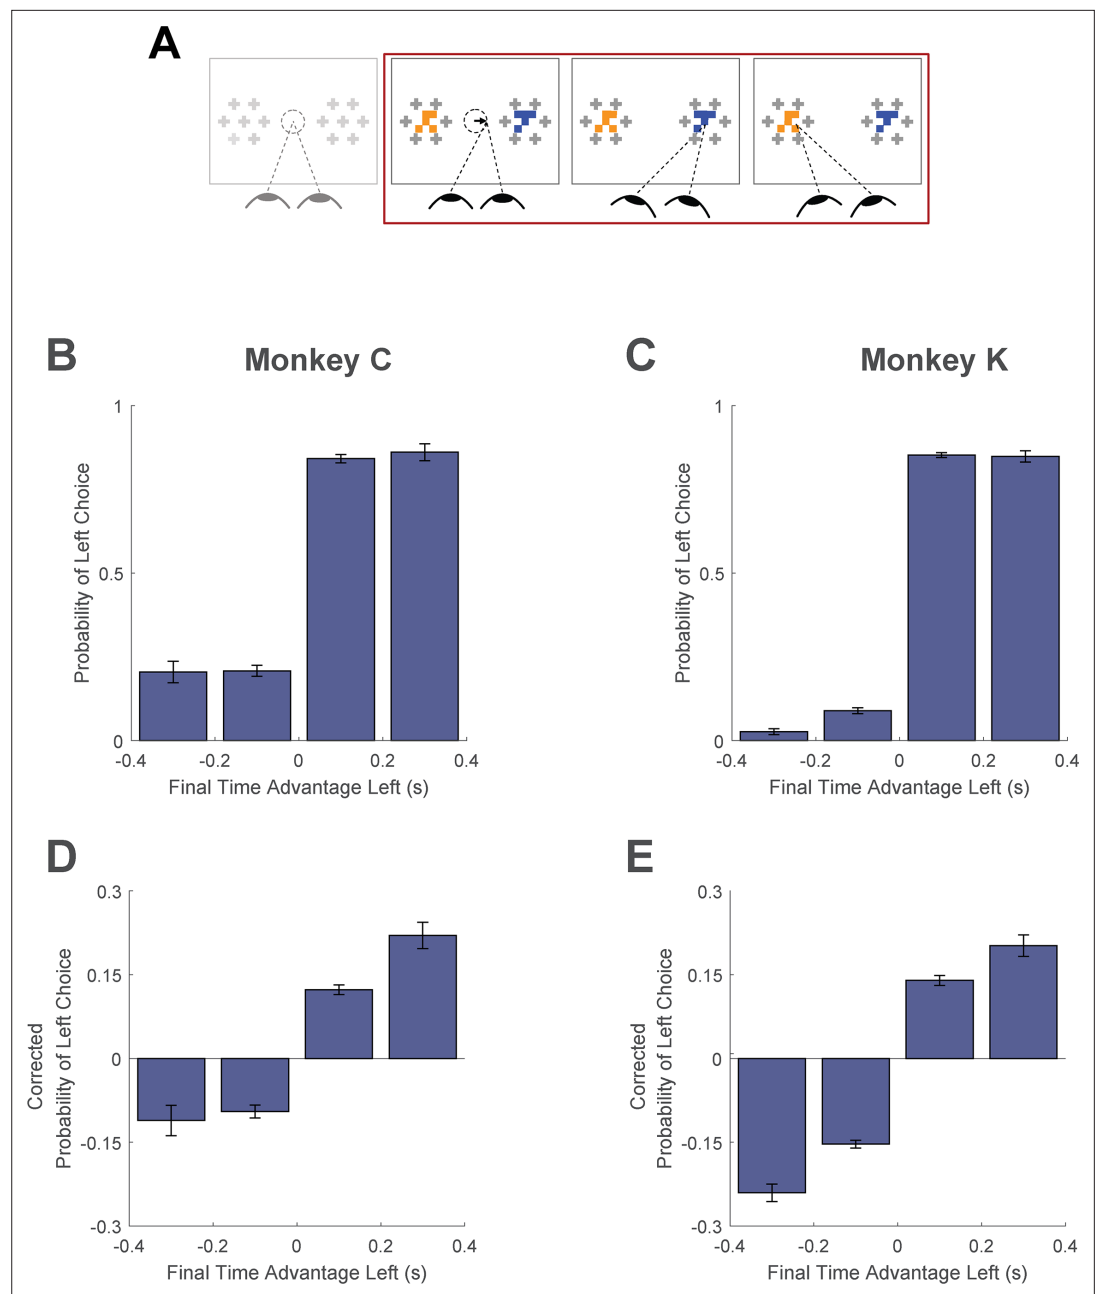 A
B
Monkey C
C
Monkey K
1
0.5
0
Probability of Left Choice
-0.4
-0.2
0
0.2
0.4
Final Time Advantage Left (s)
1
0.5
0
Probability of Left Choice
-0.4
-0.2
0
0.2
0.4
Final Time Advantage Left (s)
D
E
0.3
0.15
0
-0.15
-0.3
Corrected
Probability of Left Choice
-0.4
-0.2
0
0.2
0.4
Final Time Advantage Left (s)
0.3
0.15
0
-0.15
-0.3
Corrected
Probability of Left Choice
-0.4
-0.2
0
0.2
0.4
Final Time Advantage Left (s)